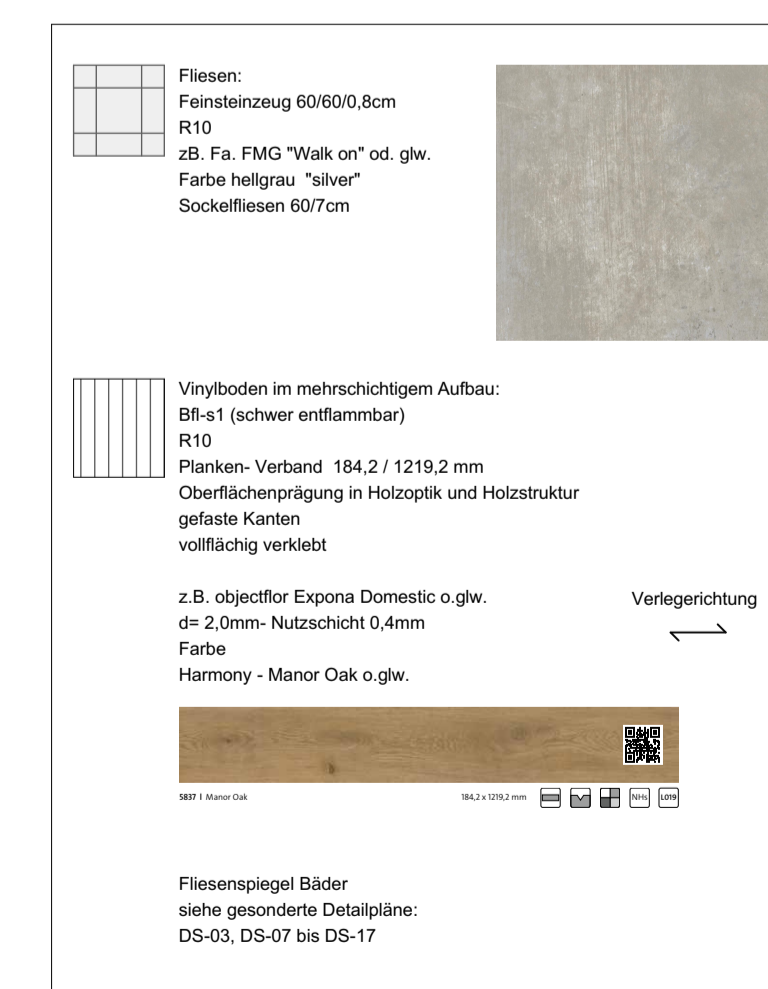 Fliesen:
Feinsteinzeug 60/60/0,8cm
R10
zB. Fa. FMG "Walk on" od. glw.
Farbe hellgrau "silver"
Sockelfliesen 60/7cm
Vinylboden im mehrschichtigem Aufbau:
Bfl-s1 (schwer entflammbar)
R10
Planken- Verband 184,2 / 1219,2 mm
Oberflächenprägung in Holzoptik und Holzstruktur
gefaste Kanten
vollflächig verklebt
z.B. objectflor Expona Domestic o.glw.
d= 2,0mm- Nutzschicht 0,4mm
Farbe
Harmony - Manor Oak o.glw.
Verlegerichtung
5837 | Manor Oak
184,2 x 1219,2 mm
NHs
L019
Fliesenspiegel Bäder
siehe gesonderte Detailpläne:
DS-03, DS-07 bis DS-17